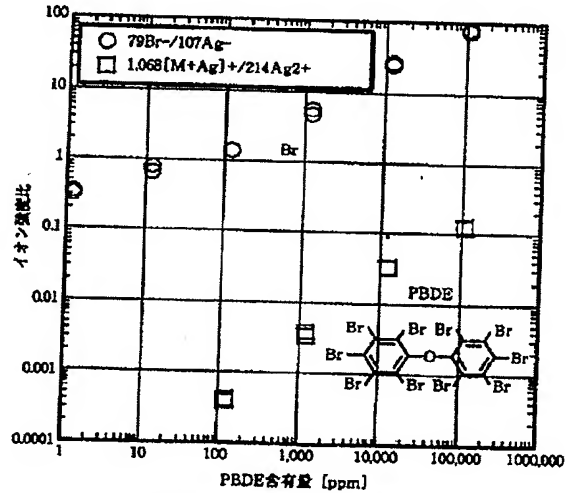 100
10
1
0.1
0.01
0.001
0.0001
イオン強度比
○ 79Br-/107Ag-
□ 1,068[M+Ag]+/214Ag2+
Br
PBDE
Br Br Br Br
Br O Br
Br Br Br Br
1 10 100 1,000 10,000 100,000 1000,000
PBDE含有量 [ppm]